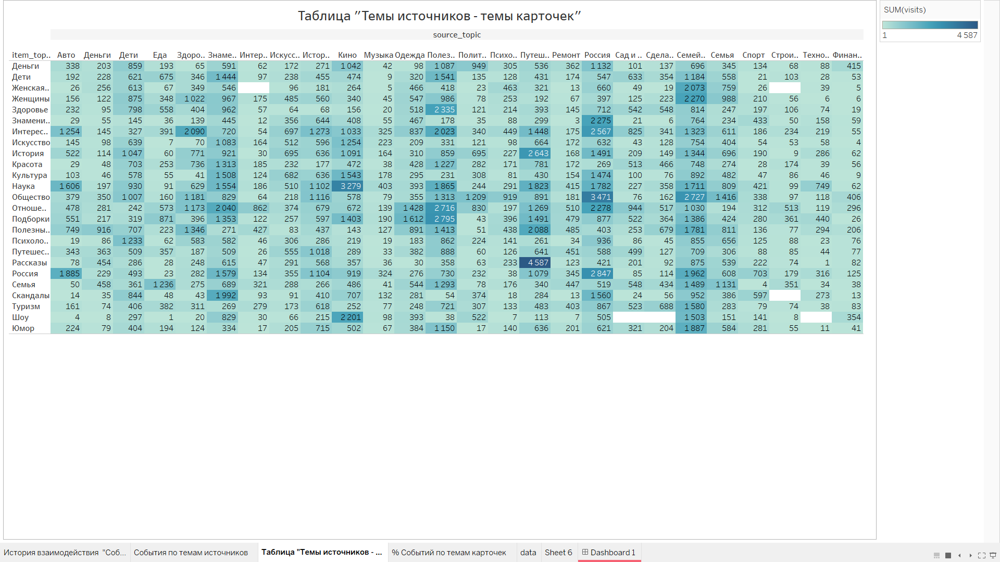 Таблица "Темы источников - темы карточек"
SUM(visits)
1 4 587
source_topic
item_top.. Авто Деньги Дети Еда Здоро.. Знаме.. Интер.. Искусс.. Истор.. Кино Музыка Одежда Полез.. Полит.. Психо.. Путеш.. Ремонт Россия Сад и .. Сдела.. Семей.. Семья Спорт Строи.. Техно.. Финан..
Деньги 338 203 859 193 65 591 62 172 271 1 042 42 98 1 087 949 305 536 362 1 132 101 137 696 345 134 68 88 415
Дети 192 228 621 675 346 1 444 97 238 455 474 9 320 1 541 135 128 431 174 547 633 354 1 184 558 21 103 28 53
Женская.. 26 256 613 67 349 546 96 181 264 5 466 418 23 463 321 13 660 49 19 2 073 759 26 39 5
Женщины 156 122 875 348 1 022 967 175 485 560 340 45 547 986 78 253 192 67 397 125 223 2 270 988 210 56 6 6
Здоровье 232 95 798 558 404 962 57 64 68 156 20 518 2 335 121 214 393 145 712 542 548 814 247 197 106 74 19
Знамени.. 29 55 145 36 139 445 12 356 644 408 55 467 178 35 88 299 3 2 275 21 6 764 234 433 50 158 59
Интерес.. 1 254 145 327 391 2 090 720 54 697 1 273 1 033 325 837 2 023 340 449 1 448 175 2 567 825 341 1 323 611 186 234 219 55
Искусство 145 98 639 7 70 1 083 164 512 596 1 254 223 209 331 121 98 664 172 632 43 128 754 404 54 53 58 4
История 522 114 1 047 60 771 921 30 695 636 1 091 164 310 859 695 227 2 643 168 1 491 209 149 1 344 696 190 9 286 62
Красота 29 48 703 253 736 1 313 185 232 177 472 38 428 1 227 282 171 781 172 269 513 466 748 274 28 174 39 56
Культура 103 46 578 55 41 1 508 124 682 636 1 543 178 295 231 308 81 430 154 1 474 100 76 892 482 47 86 46 9
Наука 1 606 197 930 91 629 1 554 186 510 1 102 3 279 403 393 1 865 244 291 1 823 415 1 782 227 358 1 711 809 421 99 749 62
Общество 379 350 1 007 160 1 181 829 64 218 1 116 578 79 355 1 313 1 209 919 891 181 3 471 76 162 2 727 1 416 338 97 118 406
Отноше.. 478 281 242 573 1 173 2 040 862 374 679 672 139 1 428 2 716 830 197 1 269 510 2 278 944 517 1 030 194 312 513 119 296
Подборки 551 217 319 871 396 1 353 122 257 597 1 403 190 1 612 2 795 43 396 1 491 479 877 522 364 1 386 424 280 361 440 26
Полезны.. 749 916 707 223 1 346 271 427 83 437 143 127 891 1 413 51 438 2 088 485 403 253 679 1 781 811 136 77 294 206
Психоло.. 19 86 1 233 62 583 582 46 306 286 219 19 183 862 224 141 261 34 936 86 45 855 656 125 88 23 76
Путешес.. 343 363 509 357 187 509 26 555 1 018 289 33 382 888 60 126 641 451 588 499 127 709 306 88 85 44 77
Рассказы 78 454 286 28 248 615 47 291 568 357 36 30 358 63 233 4 587 123 421 201 92 875 539 222 74 1 82
Россия 1 885 229 493 23 282 1 579 134 355 1 104 919 324 276 730 232 38 1 079 345 2 847 85 114 1 962 608 703 179 316 125
Семья 50 458 361 1 236 275 689 321 288 266 486 41 544 1 293 78 176 340 447 519 548 434 1 489 1 131 4 351 34 38
Скандалы 14 35 844 48 43 1 992 93 91 410 707 132 281 54 374 18 284 13 1 560 24 56 952 386 597 273 13
Туризм 161 74 406 382 311 269 279 173 618 252 77 248 721 307 133 483 403 867 523 688 1 580 283 79 74 38 83
Шоу 4 8 297 1 20 829 30 66 215 2 201 98 393 38 522 7 113 7 505 1 503 151 141 8 354
Юмор 224 79 404 194 124 334 17 205 715 502 67 384 1 150 17 140 636 201 621 321 204 1 887 584 281 55 11 41
История взаимодействия "Соб... События по темам источников Таблица "Темы источников - ... % Событий по темам карточек data Sheet 6 Dashboard 1